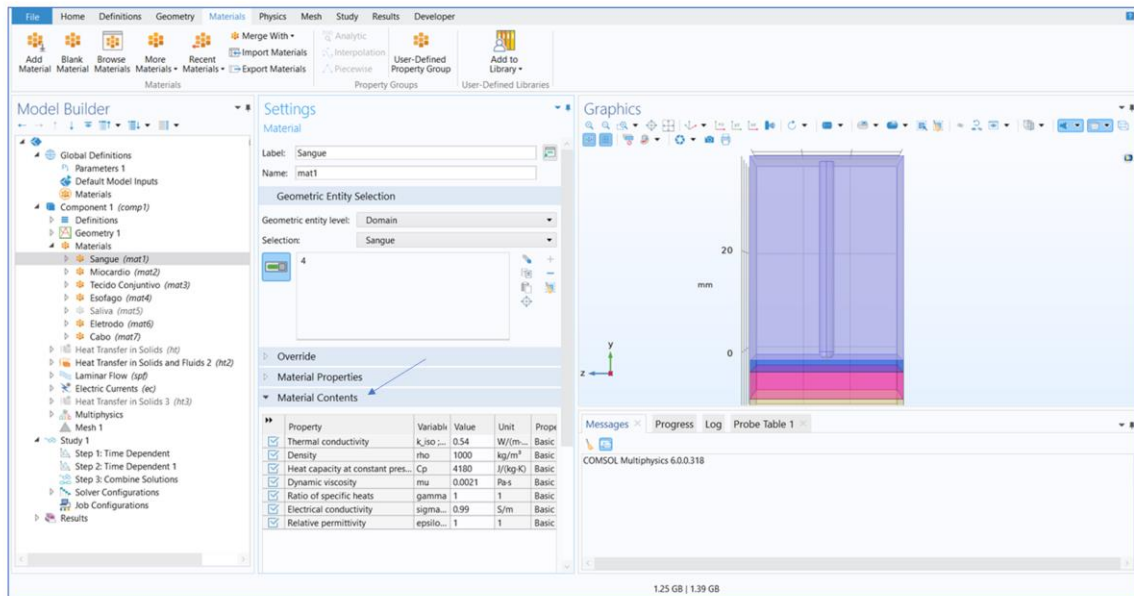 File Home Definitions Geometry Materials Physics Mesh Study Results Developer
Add Material
Blank Material
Browse Materials
More Materials
Recent Materials
Merge With
Import Materials
Export Materials
Materials
Analytic
Interpolation
Piecewise
User-Defined Property Group
Property Groups
Add to Library
User-Defined Libraries
Model Builder
Global Definitions
Parameters 1
Default Model Inputs
Materials
Component 1 (comp1)
Definitions
Geometry 1
Materials
Sangue (mat1)
Miocardio (mat2)
Tecido Conjuntivo (mat3)
Esofago (mat4)
Saliva (mat5)
Eletrodo (mat6)
Cabo (mat7)
Heat Transfer in Solids (ht)
Heat Transfer in Solids and Fluids 2 (ht2)
Laminar Flow (spf)
Electric Currents (ec)
Heat Transfer in Solids 3 (ht3)
Multiphysics
Mesh 1
Study 1
Step 1: Time Dependent
Step 2: Time Dependent 1
Step 3: Combine Solutions
Solver Configurations
Job Configurations
Results
Settings
Material
Label: Sangue
Name: mat1
Geometric Entity Selection
Geometric entity level: Domain
Selection: Sangue
4
Override
Material Properties
Material Contents
Property Variabl Value Unit Prope
Thermal conductivity k_iso ;... 0.54 W/(m... Basic
Density rho 1000 kg/m³ Basic
Heat capacity at constant pres... Cp 4180 J/(kg·K) Basic
Dynamic viscosity mu 0.0021 Pa·s Basic
Ratio of specific heats gamma 1 1 Basic
Electrical conductivity sigma... 0.99 S/m Basic
Relative permittivity epsilo... 1 1 Basic
Graphics
20
mm
0
y
z
Messages Progress Log Probe Table 1
COMSOL Multiphysics 6.0.0.318
1.25 GB | 1.39 GB